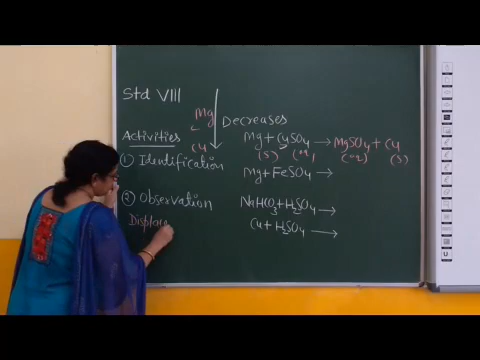 Std VIII
Mg
Decreases
Cu
Activities
Mg + CuSO4 → MgSO4 + Cu
(s) (aq) (aq) (s)
① Identification
Mg + FeSO4 →
② Observation
NaHCO3 + H2SO4 →
Displace
Cu + H2SO4 →